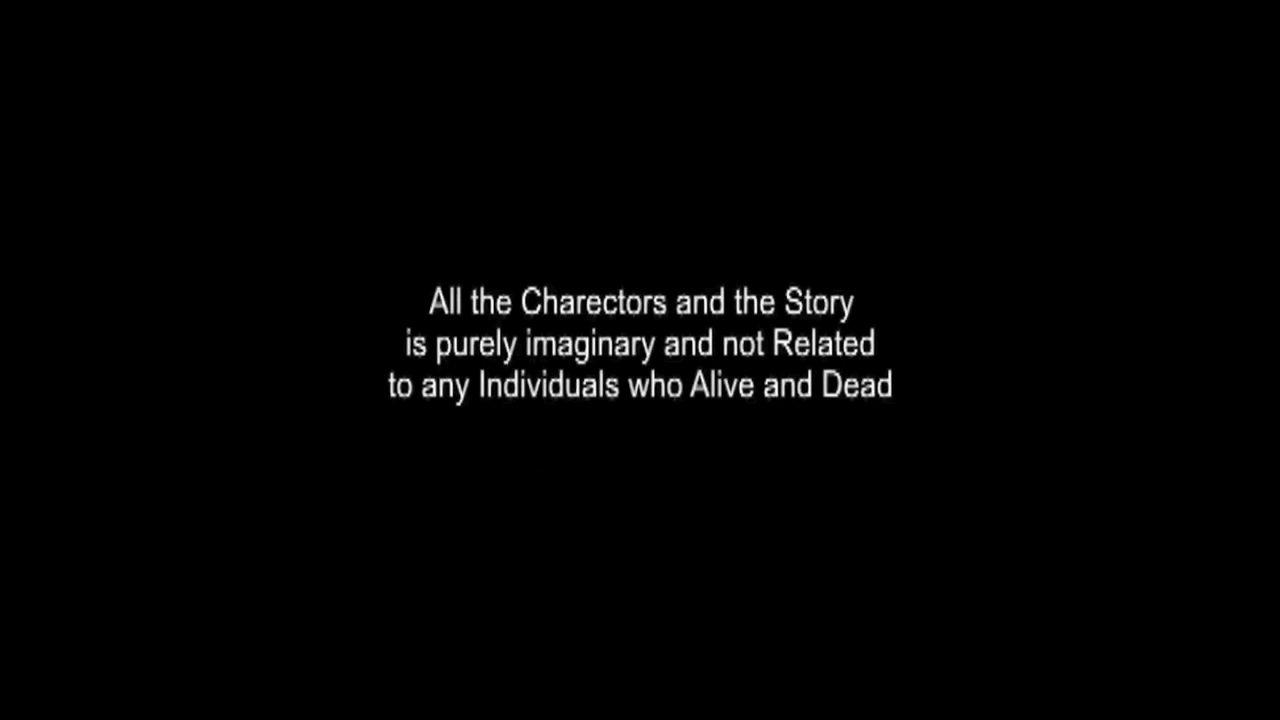 All the Charectors and the Story
is purely imaginary and not Related
to any Individuals who Alive and Dead